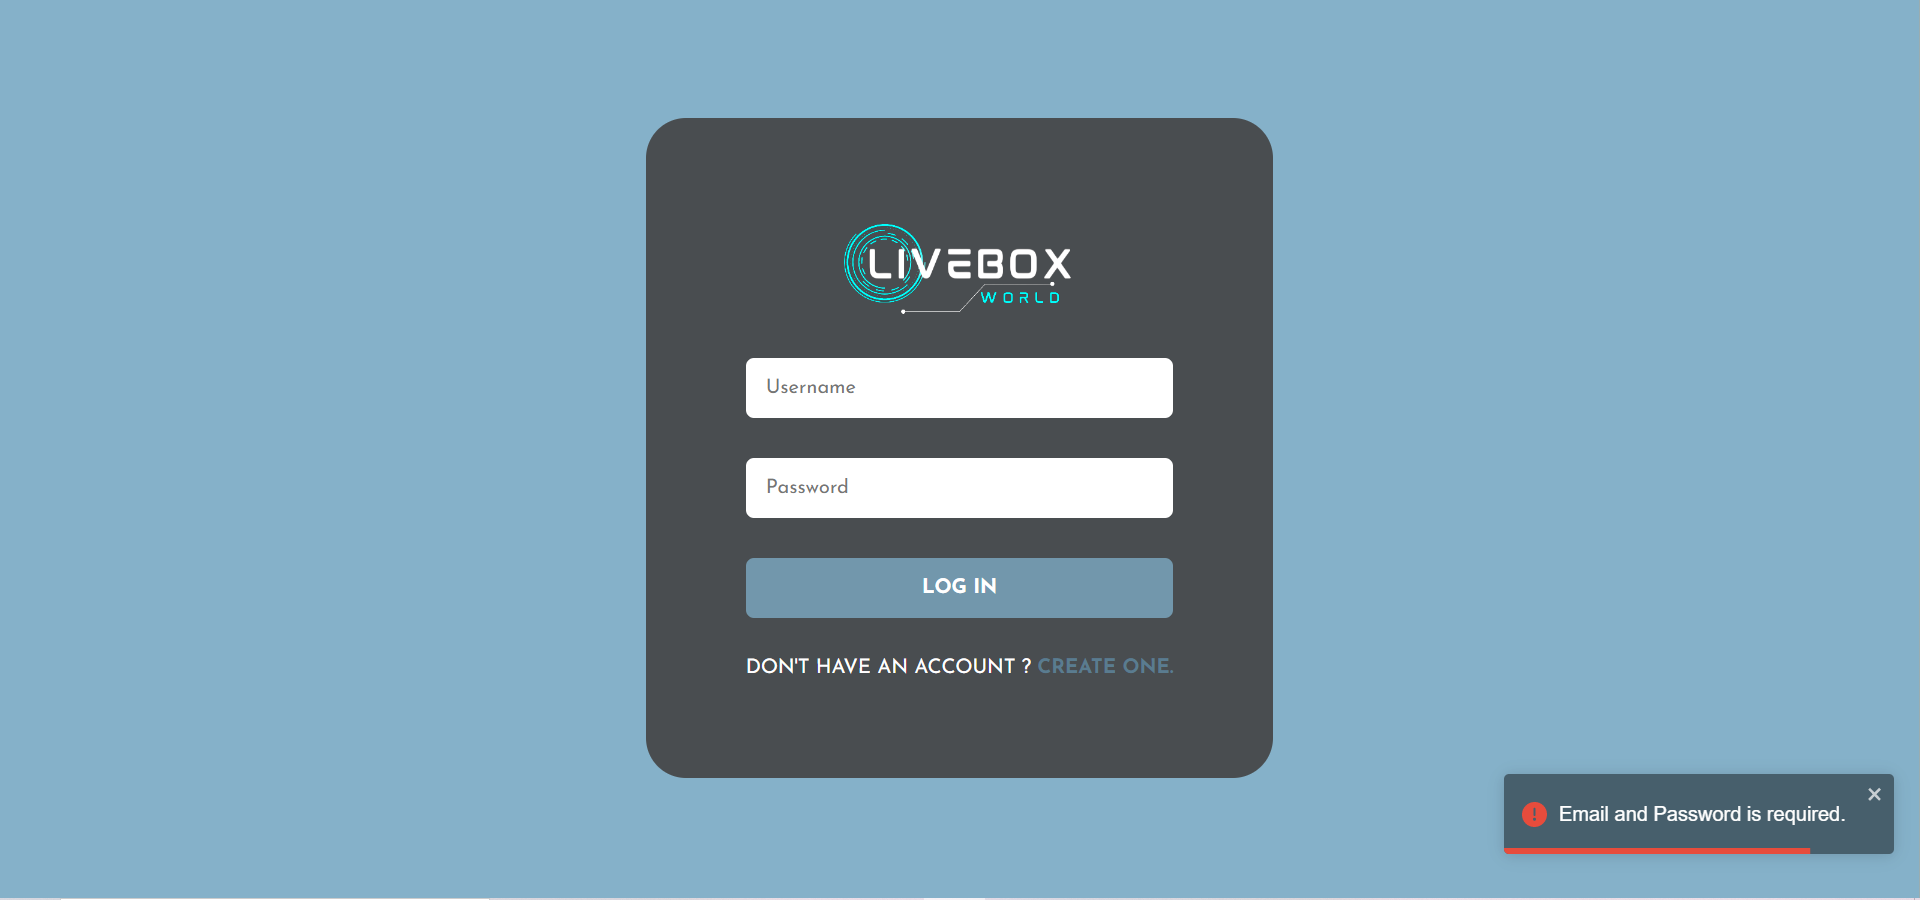 LIVEBOX
WORLD
Username
Password
LOG IN
DON'T HAVE AN ACCOUNT ? CREATE ONE.
Email and Password is required.